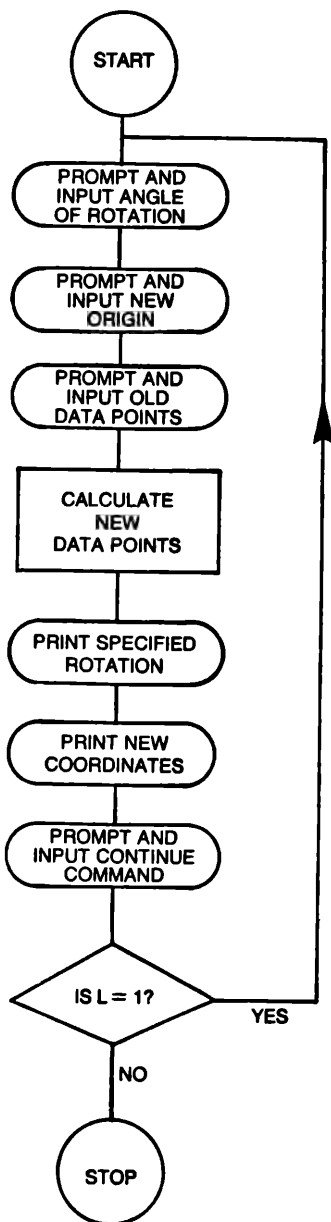 START
PROMPT AND
INPUT ANGLE
OF ROTATION
PROMPT AND
INPUT NEW
ORIGIN
PROMPT AND
INPUT OLD
DATA POINTS
CALCULATE
NEW
DATA POINTS
PRINT SPECIFIED
ROTATION
PRINT NEW
COORDINATES
PROMPT AND
INPUT CONTINUE
COMMAND
IS L = 1?
YES
NO
STOP